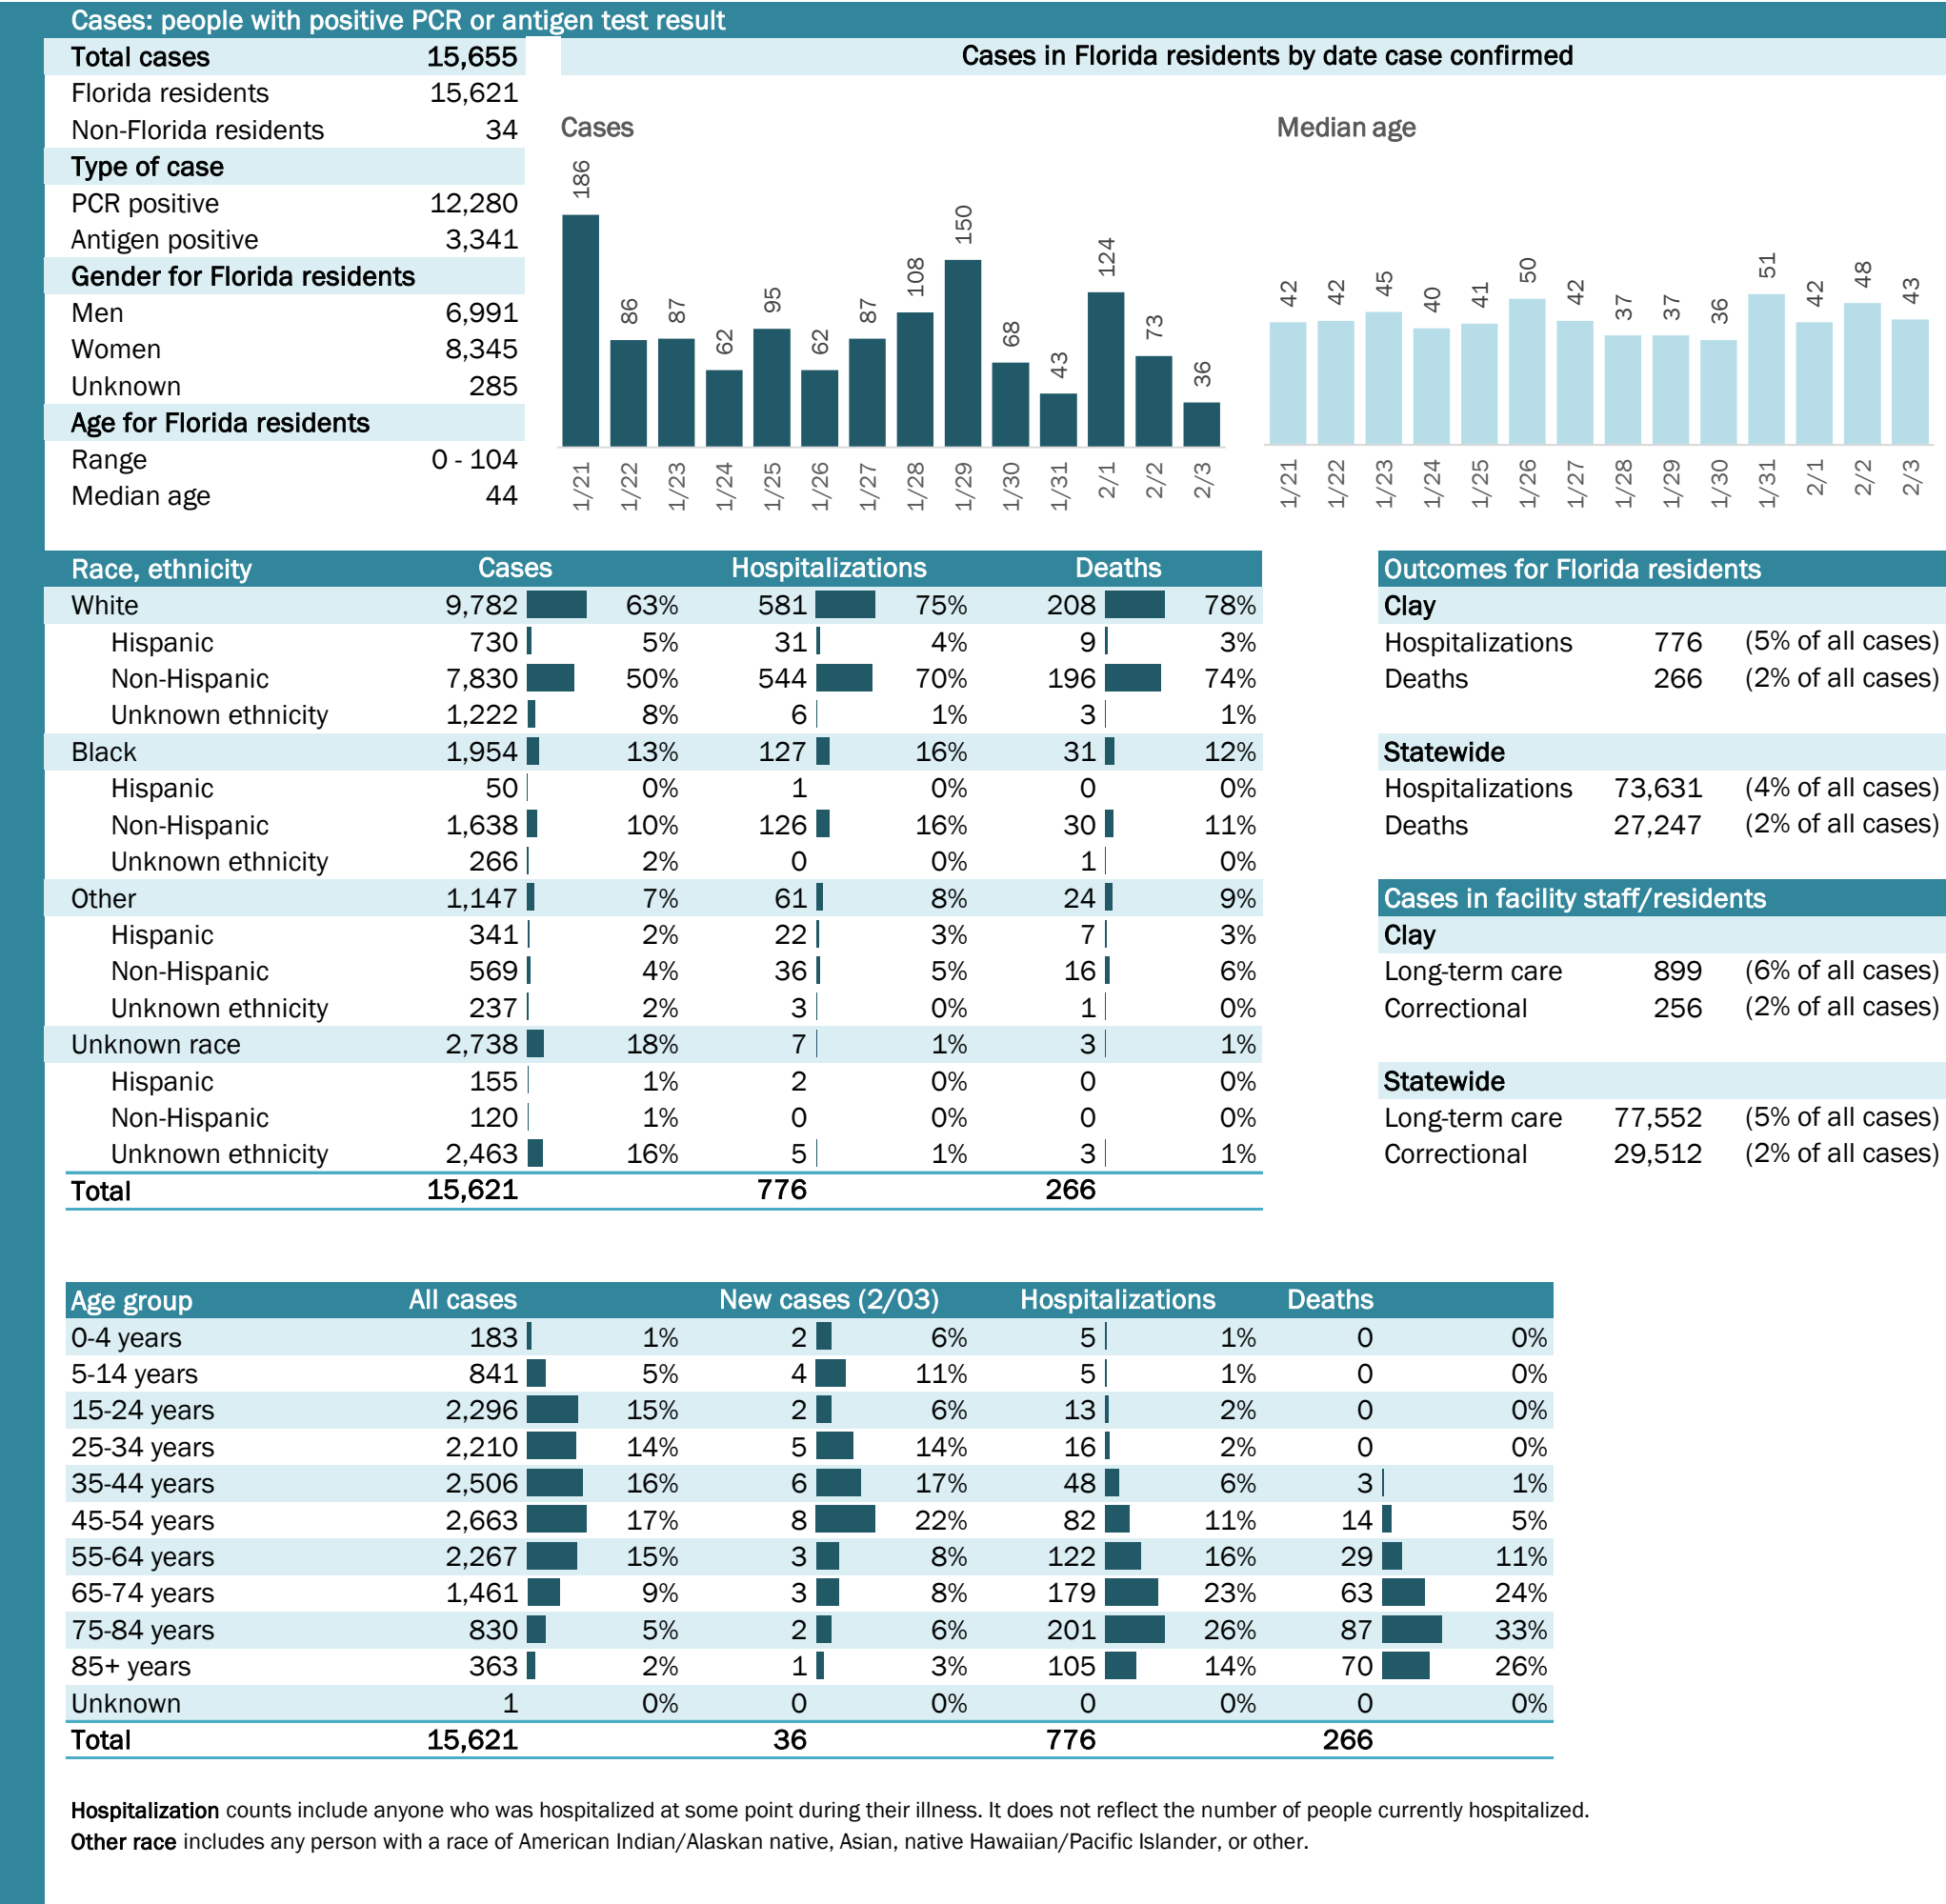 Cases: people with positive PCR or antigen test result
Total cases 15,655
Florida residents 15,621
Non-Florida residents 34
Type of case
PCR positive 12,280
Antigen positive 3,341
Gender for Florida residents
Men 6,991
Women 8,345
Unknown 285
Age for Florida residents
Range 0 - 104
Median age 44
Cases in Florida residents by date case confirmed
Cases
186 86 87 62 95 62 87 108 150 68 43 124 73 36
1/21 1/22 1/23 1/24 1/25 1/26 1/27 1/28 1/29 1/30 1/31 2/1 2/2 2/3
Median age
42 42 45 40 41 50 42 37 37 36 51 42 48 43
1/21 1/22 1/23 1/24 1/25 1/26 1/27 1/28 1/29 1/30 1/31 2/1 2/2 2/3
Race, ethnicity Cases Hospitalizations Deaths
White 9,782 63% 581 75% 208 78%
Hispanic 730 5% 31 4% 9 3%
Non-Hispanic 7,830 50% 544 70% 196 74%
Unknown ethnicity 1,222 8% 6 1% 3 1%
Black 1,954 13% 127 16% 31 12%
Hispanic 50 0% 1 0% 0 0%
Non-Hispanic 1,638 10% 126 16% 30 11%
Unknown ethnicity 266 2% 0 0% 1 0%
Other 1,147 7% 61 8% 24 9%
Hispanic 341 2% 22 3% 7 3%
Non-Hispanic 569 4% 36 5% 16 6%
Unknown ethnicity 237 2% 3 0% 1 0%
Unknown race 2,738 18% 7 1% 3 1%
Hispanic 155 1% 2 0% 0 0%
Non-Hispanic 120 1% 0 0% 0 0%
Unknown ethnicity 2,463 16% 5 1% 3 1%
Total 15,621 776 266
Outcomes for Florida residents
Clay
Hospitalizations 776 (5% of all cases)
Deaths 266 (2% of all cases)
Statewide
Hospitalizations 73,631 (4% of all cases)
Deaths 27,247 (2% of all cases)
Cases in facility staff/residents
Clay
Long-term care 899 (6% of all cases)
Correctional 256 (2% of all cases)
Statewide
Long-term care 77,552 (5% of all cases)
Correctional 29,512 (2% of all cases)
Age group All cases New cases (2/03) Hospitalizations Deaths
0-4 years 183 1% 2 6% 5 1% 0 0%
5-14 years 841 5% 4 11% 5 1% 0 0%
15-24 years 2,296 15% 2 6% 13 2% 0 0%
25-34 years 2,210 14% 5 14% 16 2% 0 0%
35-44 years 2,506 16% 6 17% 48 6% 3 1%
45-54 years 2,663 17% 8 22% 82 11% 14 5%
55-64 years 2,267 15% 3 8% 122 16% 29 11%
65-74 years 1,461 9% 3 8% 179 23% 63 24%
75-84 years 830 5% 2 6% 201 26% 87 33%
85+ years 363 2% 1 3% 105 14% 70 26%
Unknown 1 0% 0 0% 0 0% 0 0%
Total 15,621 36 776 266
Hospitalization counts include anyone who was hospitalized at some point during their illness. It does not reflect the number of people currently hospitalized.
Other race includes any person with a race of American Indian/Alaskan native, Asian, native Hawaiian/Pacific Islander, or other.